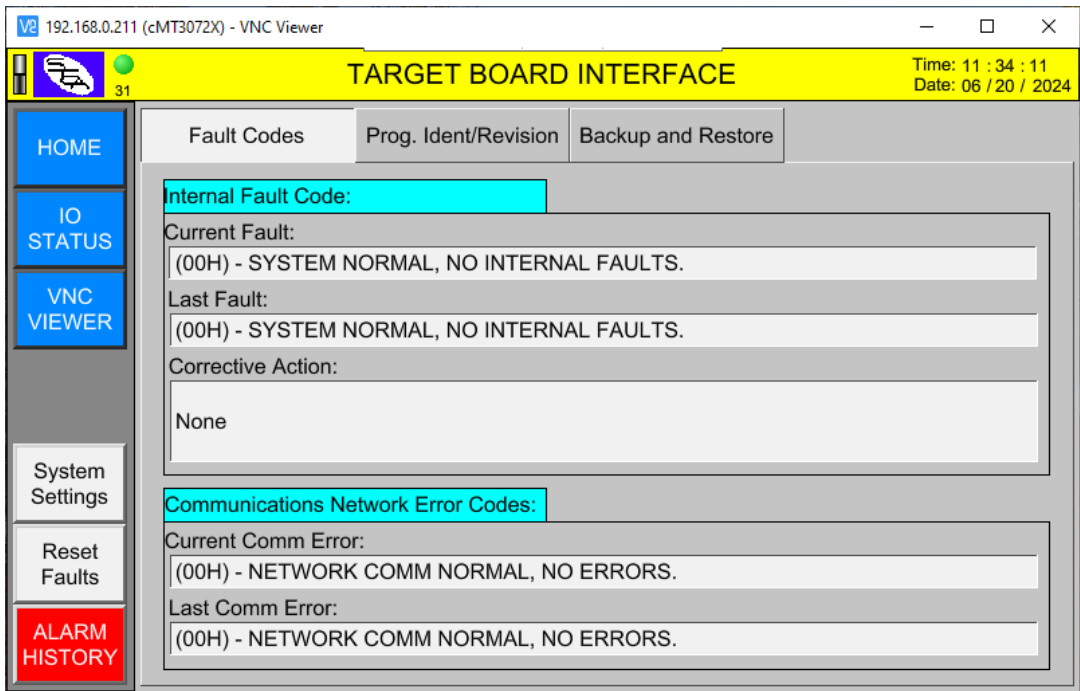 192.168.0.211 (cMT3072X) - VNC Viewer
TARGET BOARD INTERFACE
Time: 11 : 34 : 11
Date: 06 / 20 / 2024
31
HOME
IO
STATUS
VNC
VIEWER
System
Settings
Reset
Faults
ALARM
HISTORY
Fault Codes
Prog. Ident/Revision
Backup and Restore
Internal Fault Code:
Current Fault:
(00H) - SYSTEM NORMAL, NO INTERNAL FAULTS.
Last Fault:
(00H) - SYSTEM NORMAL, NO INTERNAL FAULTS.
Corrective Action:
None
Communications Network Error Codes:
Current Comm Error:
(00H) - NETWORK COMM NORMAL, NO ERRORS.
Last Comm Error:
(00H) - NETWORK COMM NORMAL, NO ERRORS.